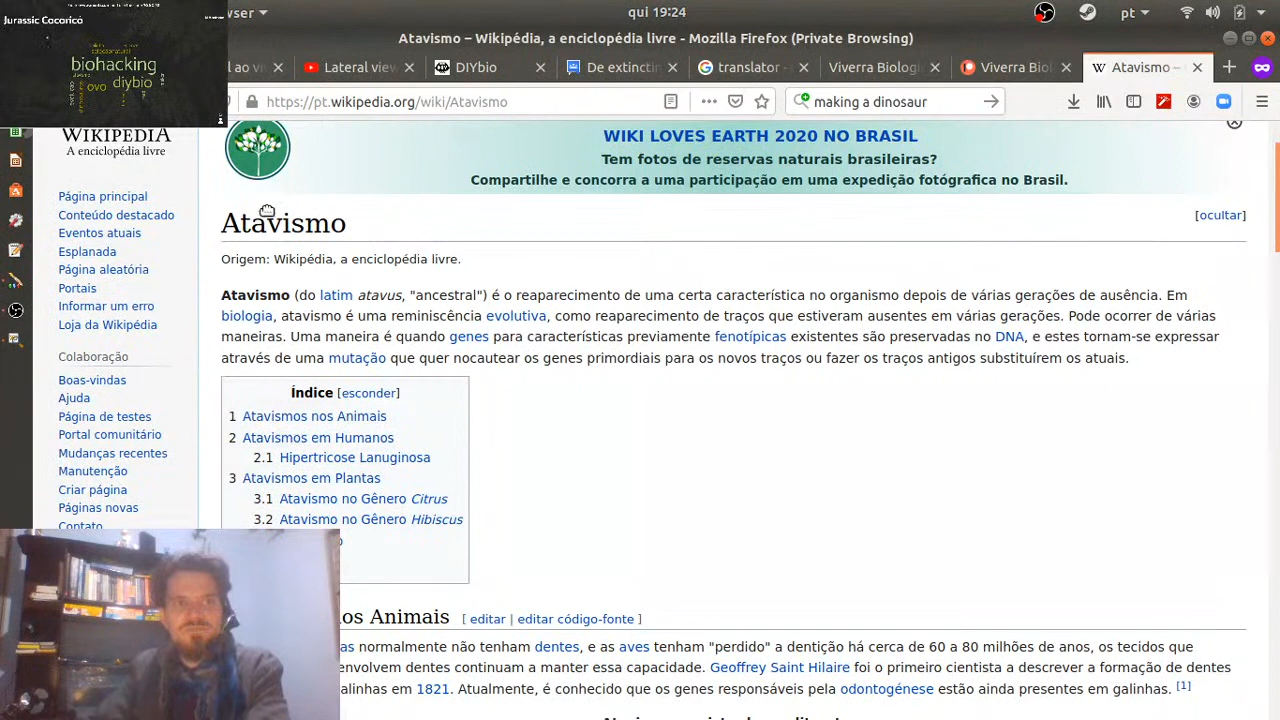 wser
qui 19:24
pt
Jurassic Cocoricó
biohacking
ovo diybio
Atavismo – Wikipédia, a enciclopédia livre - Mozilla Firefox (Private Browsing)
l ao vi
Lateral view
DIYbio
De extincti
translator -
Viverra Biologi
Viverra Bio
Atavismo –
https://pt.wikipedia.org/wiki/Atavismo
making a dinosaur
WIKIPEDIA
A enciclopédia livre
WIKI LOVES EARTH 2020 NO BRASIL
Tem fotos de reservas naturais brasileiras?
Compartilhe e concorra a uma participação em uma expedição fotógrafica no Brasil.
[ocultar]
Página principal
Conteúdo destacado
Eventos atuais
Esplanada
Página aleatória
Portais
Informar um erro
Loja da Wikipédia
Colaboração
Boas-vindas
Ajuda
Página de testes
Portal comunitário
Mudanças recentes
Manutenção
Criar página
Páginas novas
Contato
Atavismo
Origem: Wikipédia, a enciclopédia livre.
Atavismo (do latim atavus, "ancestral") é o reaparecimento de uma certa característica no organismo depois de várias gerações de ausência. Em
biologia, atavismo é uma reminiscência evolutiva, como reaparecimento de traços que estiveram ausentes em várias gerações. Pode ocorrer de várias
maneiras. Uma maneira é quando genes para características previamente fenotípicas existentes são preservadas no DNA, e estes tornam-se expressar
através de uma mutação que quer nocautear os genes primordiais para os novos traços ou fazer os traços antigos substituírem os atuais.
Índice [esconder]
1 Atavismos nos Animais
2 Atavismos em Humanos
2.1 Hipertricose Lanuginosa
3 Atavismos em Plantas
3.1 Atavismo no Gênero Citrus
3.2 Atavismo no Gênero Hibiscus
o
os Animais [ editar | editar código-fonte ]
as normalmente não tenham dentes, e as aves tenham "perdido" a dentição há cerca de 60 a 80 milhões de anos, os tecidos que
envolvem dentes continuam a manter essa capacidade. Geoffrey Saint Hilaire foi o primeiro cientista a descrever a formação de dentes
alinhas em 1821. Atualmente, é conhecido que os genes responsáveis pela odontogénese estão ainda presentes em galinhas. [1]